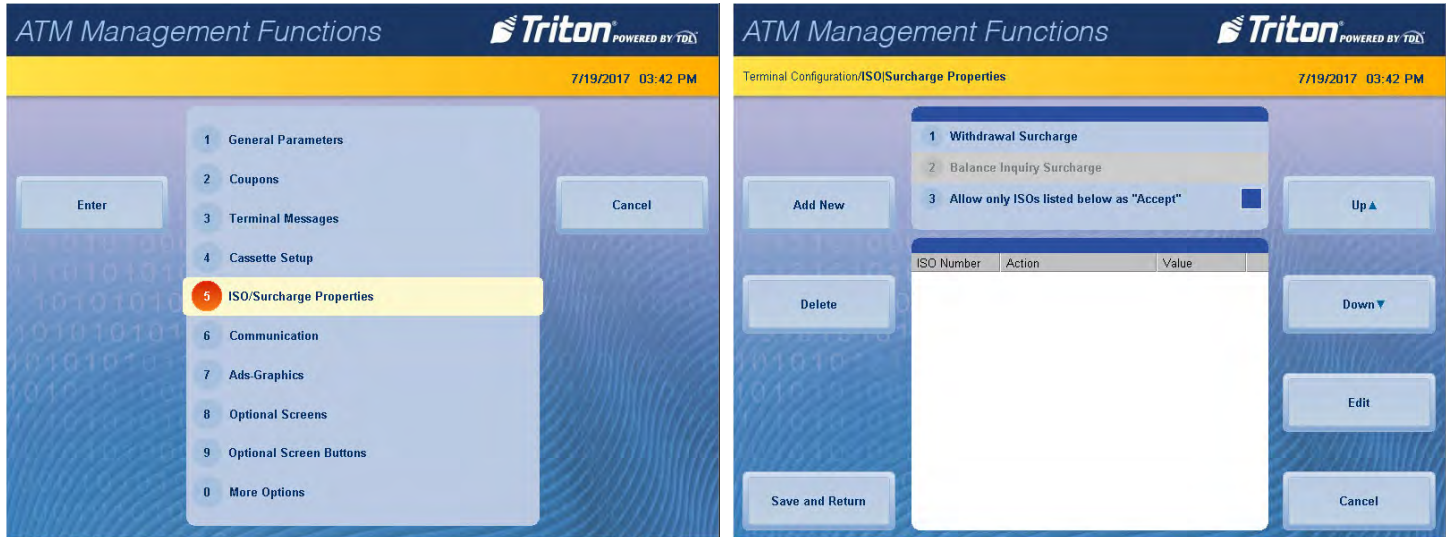 ATM Management Functions
Triton POWERED BY TDL
7/19/2017 03:42 PM
1 General Parameters
2 Coupons
3 Terminal Messages
4 Cassette Setup
5 ISO/Surcharge Properties
6 Communication
7 Ads-Graphics
8 Optional Screens
9 Optional Screen Buttons
0 More Options
Enter
Cancel
ATM Management Functions
Triton POWERED BY TDL
Terminal Configuration/ISO|Surcharge Properties
7/19/2017 03:42 PM
1 Withdrawal Surcharge
2 Balance Inquiry Surcharge
3 Allow only ISOs listed below as "Accept"
ISO Number Action Value
Add New
Delete
Save and Return
Up▲
Down▼
Edit
Cancel